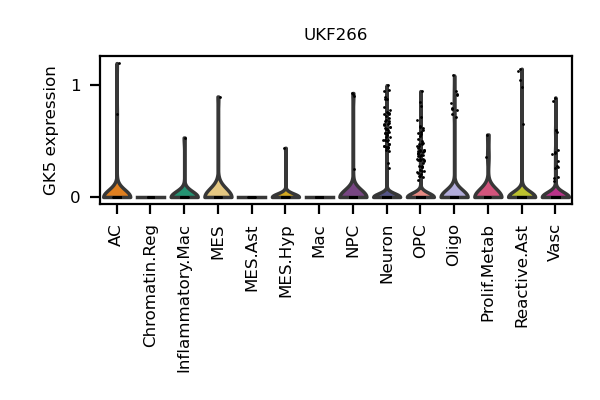 UKF266
GK5 expression
1
0
AC
Chromatin.Reg
Inflammatory.Mac
MES
MES.Ast
MES.Hyp
Mac
NPC
Neuron
OPC
Oligo
Prolif.Metab
Reactive.Ast
Vasc